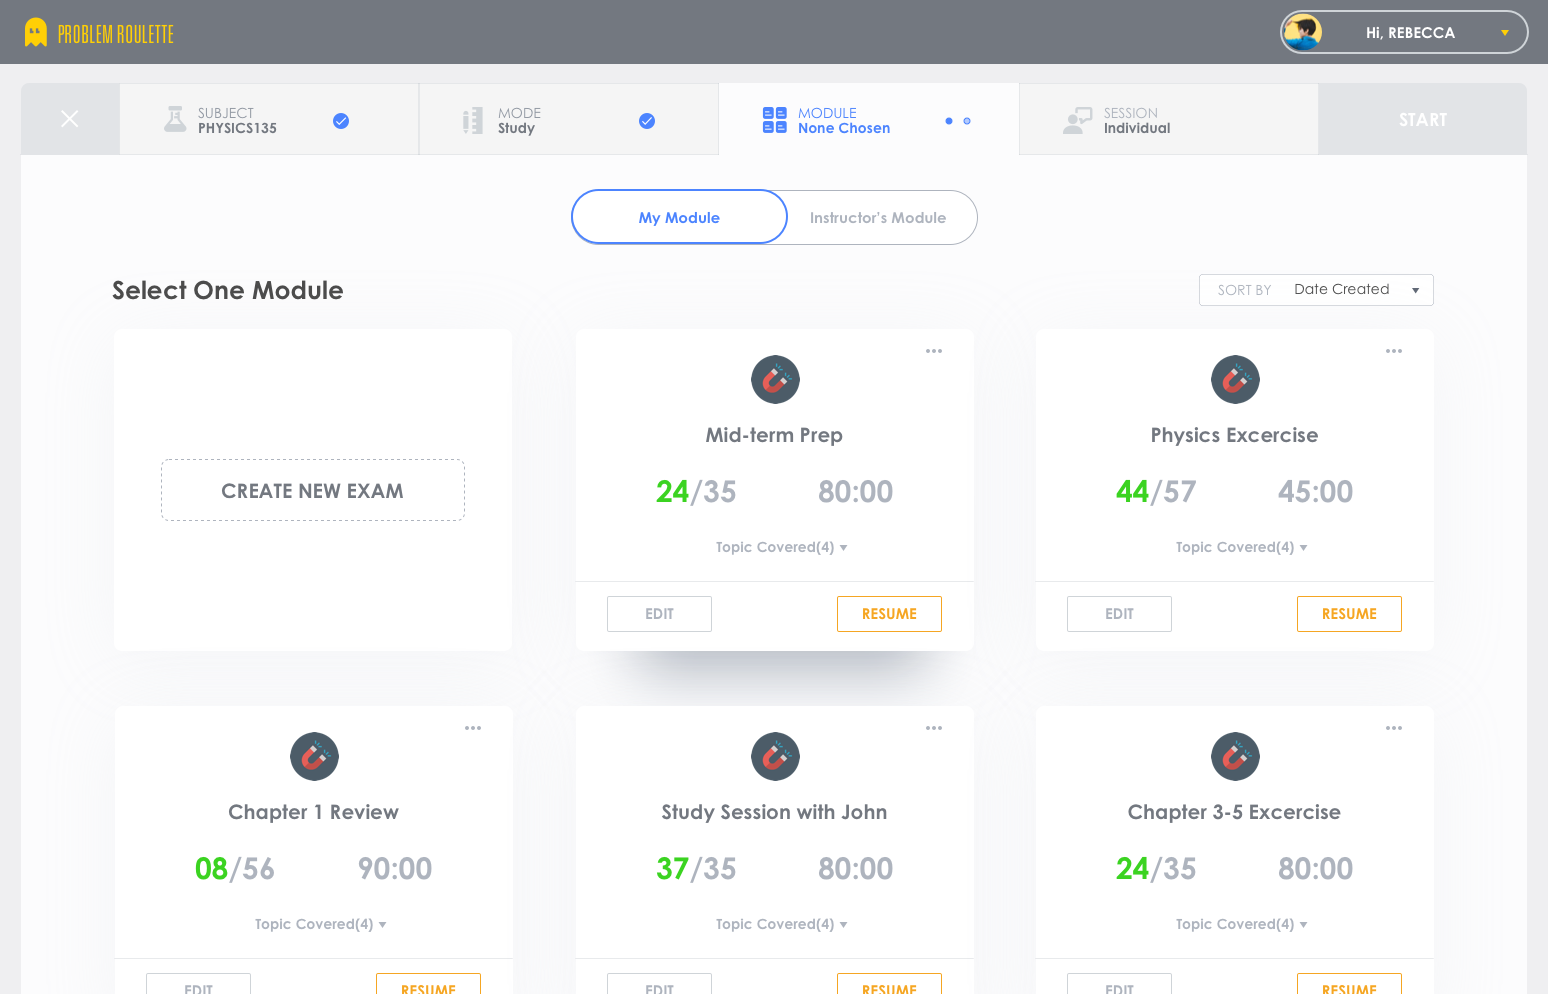 PROBLEM ROULETTE
Hi, REBECCA
SUBJECT
PHYSICS135
MODE
Study
MODULE
None Chosen
SESSION
Individual
START
My Module
Instructor's Module
Select One Module
SORT BY Date Created
CREATE NEW EXAM
Mid-term Prep
24/35 80:00
Topic Covered(4)
EDIT RESUME
Physics Excercise
44/57 45:00
Topic Covered(4)
EDIT RESUME
Chapter 1 Review
08/56 90:00
Topic Covered(4)
EDIT RESUME
Study Session with John
37/35 80:00
Topic Covered(4)
EDIT RESUME
Chapter 3-5 Excercise
24/35 80:00
Topic Covered(4)
EDIT RESUME